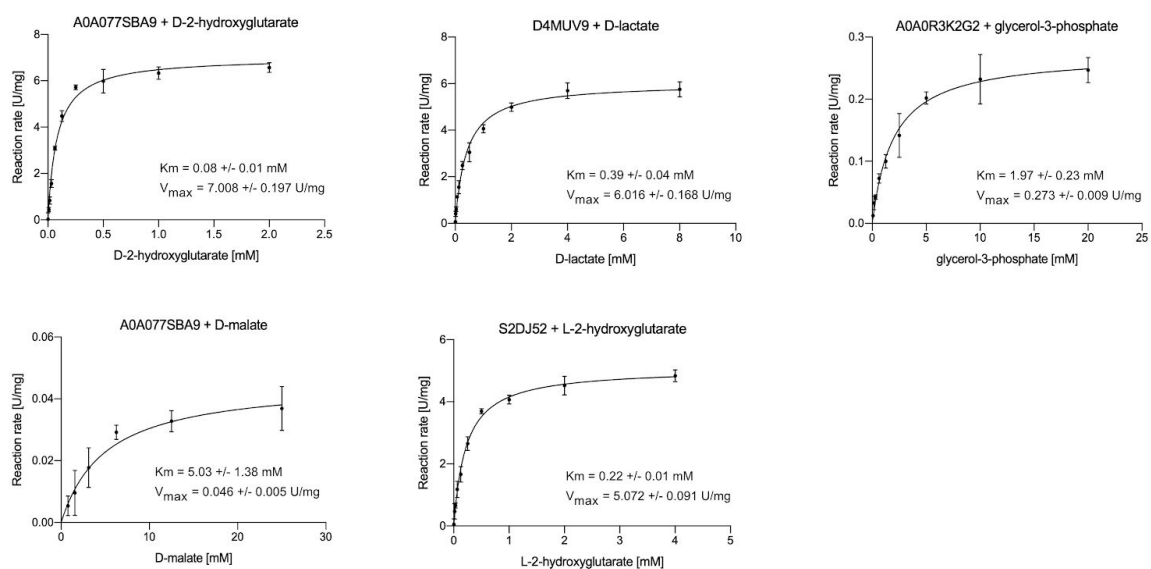 A0A077SBA9 + D-2-hydroxyglutarate
Reaction rate [U/mg]
8
6
4
2
0
Km = 0.08 +/- 0.01 mM
Vmax = 7.008 +/- 0.197 U/mg
0.0 0.5 1.0 1.5 2.0 2.5
D-2-hydroxyglutarate [mM]
D4MUV9 + D-lactate
Reaction rate [U/mg]
8
6
4
2
0
Km = 0.39 +/- 0.04 mM
Vmax = 6.016 +/- 0.168 U/mg
0 2 4 6 8 10
D-lactate [mM]
A0A0R3K2G2 + glycerol-3-phosphate
Reaction rate [U/mg]
0.3
0.2
0.1
0.0
Km = 1.97 +/- 0.23 mM
Vmax = 0.273 +/- 0.009 U/mg
0 5 10 15 20 25
glycerol-3-phosphate [mM]
A0A077SBA9 + D-malate
Reaction rate [U/mg]
0.06
0.04
0.02
0.00
Km = 5.03 +/- 1.38 mM
Vmax = 0.046 +/- 0.005 U/mg
0 10 20 30
D-malate [mM]
S2DJ52 + L-2-hydroxyglutarate
Reaction rate [U/mg]
6
4
2
0
Km = 0.22 +/- 0.01 mM
Vmax = 5.072 +/- 0.091 U/mg
0 1 2 3 4 5
L-2-hydroxyglutarate [mM]